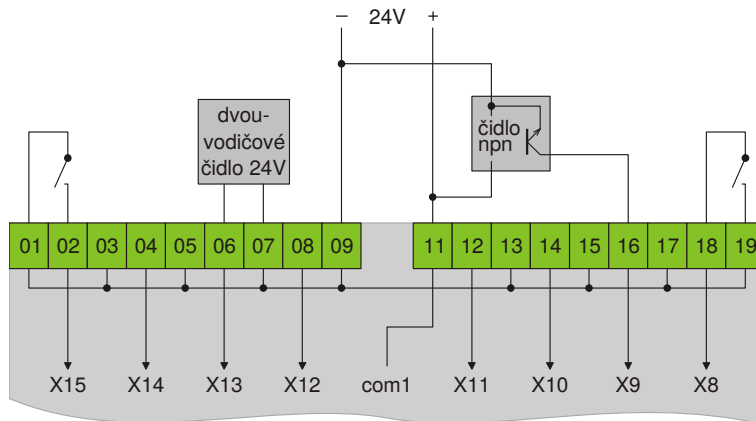 − 24V +
dvou-
vodičové
čidlo 24V
čidlo
npn
01 02 03 04 05 06 07 08 09 11 12 13 14 15 16 17 18 19
X15 X14 X13 X12 com1 X11 X10 X9 X8